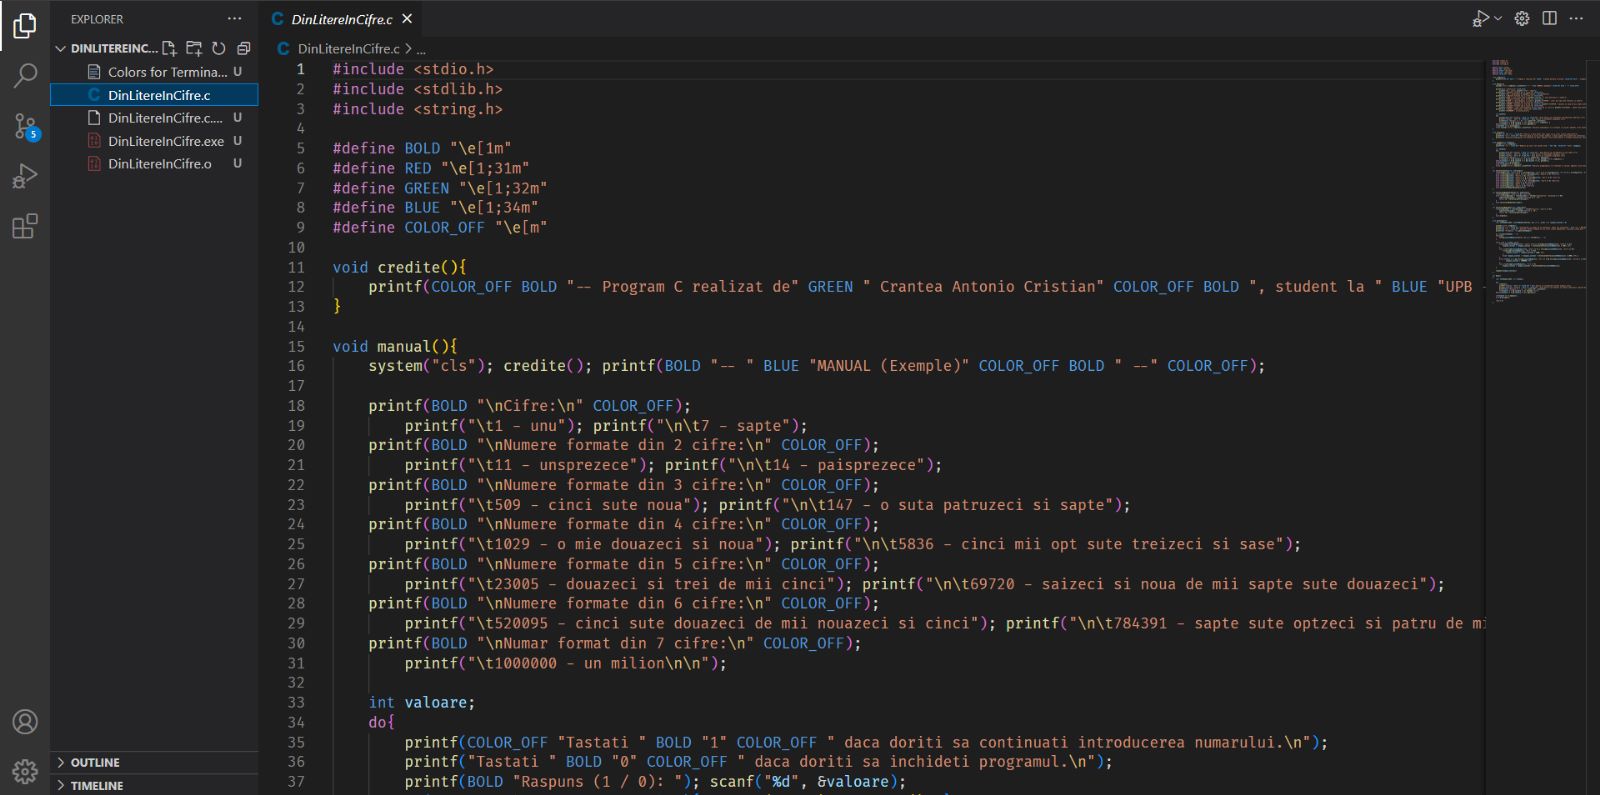 EXPLORER
DINLITEREINC...
Colors for Termina... U
C DinLitereInCifre.c
DinLitereInCifre.c.... U
DinLitereInCifre.exe U
DinLitereInCifre.o U
5
OUTLINE
TIMELINE
C DinLitereInCifre.c
C DinLitereInCifre.c > ...
1 #include <stdio.h>
2 #include <stdlib.h>
3 #include <string.h>
4
5 #define BOLD "\e[1m"
6 #define RED "\e[1;31m"
7 #define GREEN "\e[1;32m"
8 #define BLUE "\e[1;34m"
9 #define COLOR_OFF "\e[m"
10
11 void credite(){
12 printf(COLOR_OFF BOLD "-- Program C realizat de" GREEN " Crantea Antonio Cristian" COLOR_OFF BOLD ", student la " BLUE "UPB -
13 }
14
15 void manual(){
16 system("cls"); credite(); printf(BOLD "-- " BLUE "MANUAL (Exemple)" COLOR_OFF BOLD " --" COLOR_OFF);
17
18 printf(BOLD "\nCifre:\n" COLOR_OFF);
19 printf("\t1 - unu"); printf("\n\t7 - sapte");
20 printf(BOLD "\nNumere formate din 2 cifre:\n" COLOR_OFF);
21 printf("\t11 - unsprezece"); printf("\n\t14 - paisprezece");
22 printf(BOLD "\nNumere formate din 3 cifre:\n" COLOR_OFF);
23 printf("\t509 - cinci sute noua"); printf("\n\t147 - o suta patruzeci si sapte");
24 printf(BOLD "\nNumere formate din 4 cifre:\n" COLOR_OFF);
25 printf("\t1029 - o mie douazeci si noua"); printf("\n\t5836 - cinci mii opt sute treizeci si sase");
26 printf(BOLD "\nNumere formate din 5 cifre:\n" COLOR_OFF);
27 printf("\t23005 - douazeci si trei de mii cinci"); printf("\n\t69720 - saizeci si noua de mii sapte sute douazeci");
28 printf(BOLD "\nNumere formate din 6 cifre:\n" COLOR_OFF);
29 printf("\t520095 - cinci sute douazeci de mii nouazeci si cinci"); printf("\n\t784391 - sapte sute optzeci si patru de mi
30 printf(BOLD "\nNumar format din 7 cifre:\n" COLOR_OFF);
31 printf("\t1000000 - un milion\n\n");
32
33 int valoare;
34 do{
35 printf(COLOR_OFF "Tastati " BOLD "1" COLOR_OFF " daca doriti sa continuati introducerea numarului.\n");
36 printf("Tastati " BOLD "0" COLOR_OFF " daca doriti sa inchideti programul.\n");
37 printf(BOLD "Raspuns (1 / 0): "); scanf("%d", &valoare);